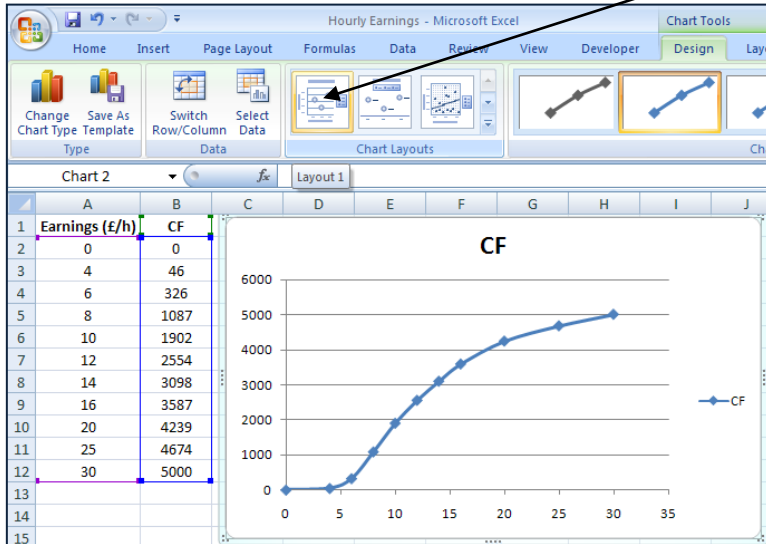 Hourly Earnings - Microsoft Excel Chart Tools
Home Insert Page Layout Formulas Data Review View Developer Design
Change Chart Type
Save As Template
Switch Row/Column
Select Data
Type Data Chart Layouts
Chart 2 fx Layout 1
A B C D E F G H I J
1 Earnings (£/h) CF
2 0 0
3 4 46
4 6 326
5 8 1087
6 10 1902
7 12 2554
8 14 3098
9 16 3587
10 20 4239
11 25 4674
12 30 5000
13
14
15
CF
6000
5000
4000
3000
2000
1000
0
0 5 10 15 20 25 30 35
CF